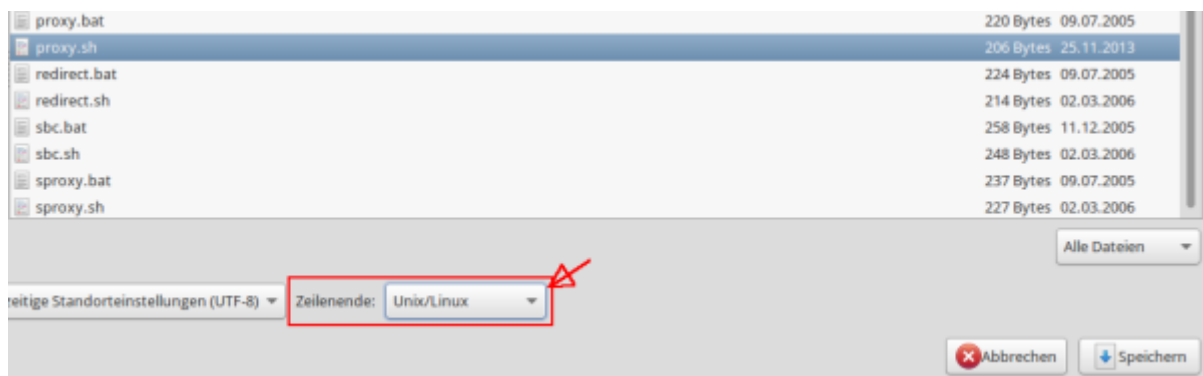 proxy.bat 220 Bytes 09.07.2005
proxy.sh 206 Bytes 25.11.2013
redirect.bat 224 Bytes 09.07.2005
redirect.sh 214 Bytes 02.03.2006
sbc.bat 258 Bytes 11.12.2005
sbc.sh 248 Bytes 02.03.2006
sproxy.bat 237 Bytes 09.07.2005
sproxy.sh 227 Bytes 02.03.2006
Alle Dateien
zeitige Standorteinstellungen (UTF-8) Zeilenende: Unix/Linux
Abbrechen Speichern